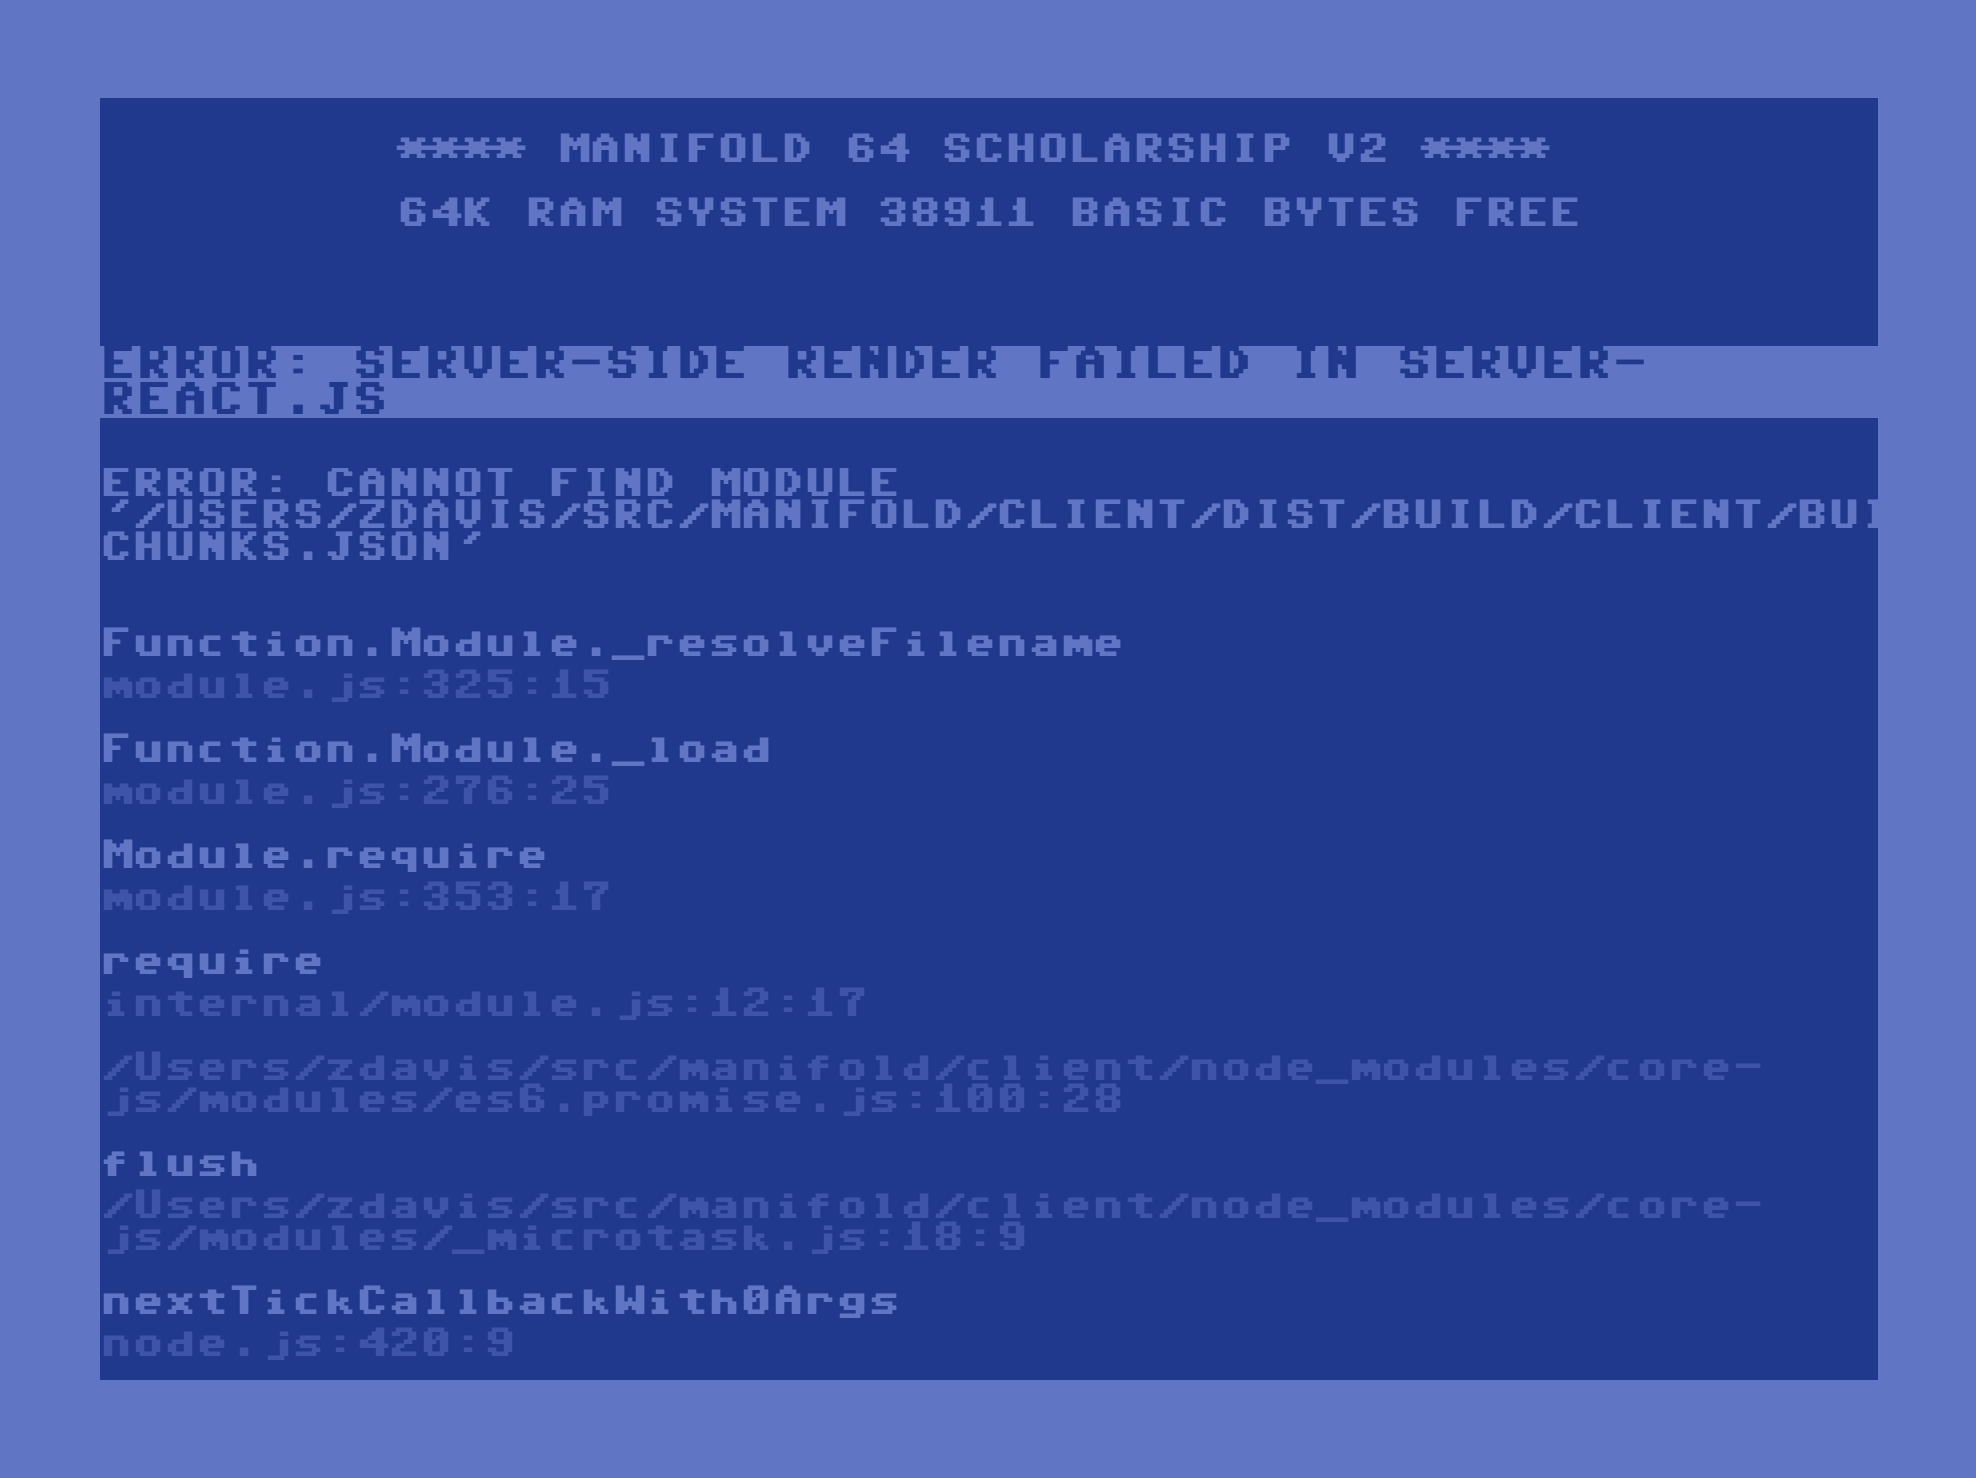 **** MANIFOLD 64 SCHOLARSHIP V2 ****
64K RAM SYSTEM 38911 BASIC BYTES FREE
ERROR: SERVER-SIDE RENDER FAILED IN SERVER-
REACT.JS
ERROR: CANNOT FIND MODULE
'/USERS/ZDAVIS/SRC/MANIFOLD/CLIENT/DIST/BUILD/CLIENT/BUI
CHUNKS.JSON'
Function.Module._resolveFilename
module.js:325:15
Function.Module._load
module.js:276:25
Module.require
module.js:353:17
require
internal/module.js:12:17
/Users/zdavis/src/manifold/client/node_modules/core-
js/modules/es6.promise.js:100:28
flush
/Users/zdavis/src/manifold/client/node_modules/core-
js/modules/_microtask.js:18:9
nextTickCallbackWith0Args
node.js:420:9